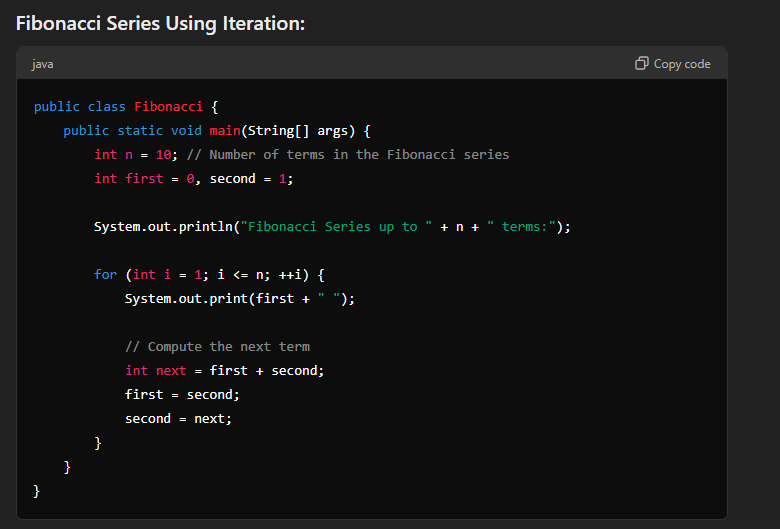 Fibonacci Series Using Iteration:
java
Copy code
public class Fibonacci {
    public static void main(String[] args) {
        int n = 10; // Number of terms in the Fibonacci series
        int first = 0, second = 1;

        System.out.println("Fibonacci Series up to " + n + " terms:");

        for (int i = 1; i <= n; ++i) {
            System.out.print(first + " ");

            // Compute the next term
            int next = first + second;
            first = second;
            second = next;
        }
    }
}